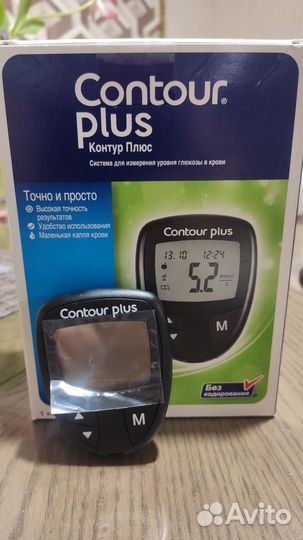 Contour®
plus
Контур Плюс
Система для измерения уровня глюкозы в крови
Точно и просто
Высокая точность
результатов
Удобство использования
Маленькая капля крови
Contour plus
13.10 12:24
5.2
mmol
L
M
Contour plus
M
Без
кодирования
Avito